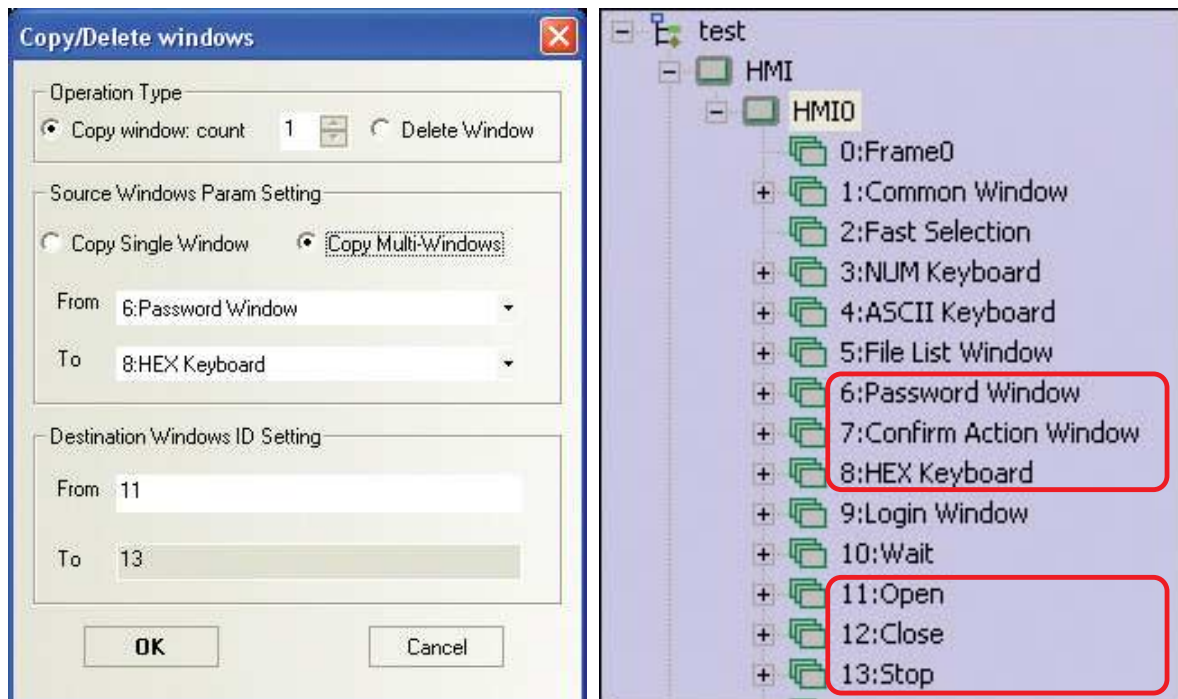 Copy/Delete windows
Operation Type
Copy window: count 1 Delete Window
Source Windows Param Setting
Copy Single Window Copy Multi-Windows
From 6:Password Window
To 8:HEX Keyboard
Destination Windows ID Setting
From 11
To 13
OK Cancel
test
HMI
HMI0
0:Frame0
1:Common Window
2:Fast Selection
3:NUM Keyboard
4:ASCII Keyboard
5:File List Window
6:Password Window
7:Confirm Action Window
8:HEX Keyboard
9:Login Window
10:Wait
11:Open
12:Close
13:Stop